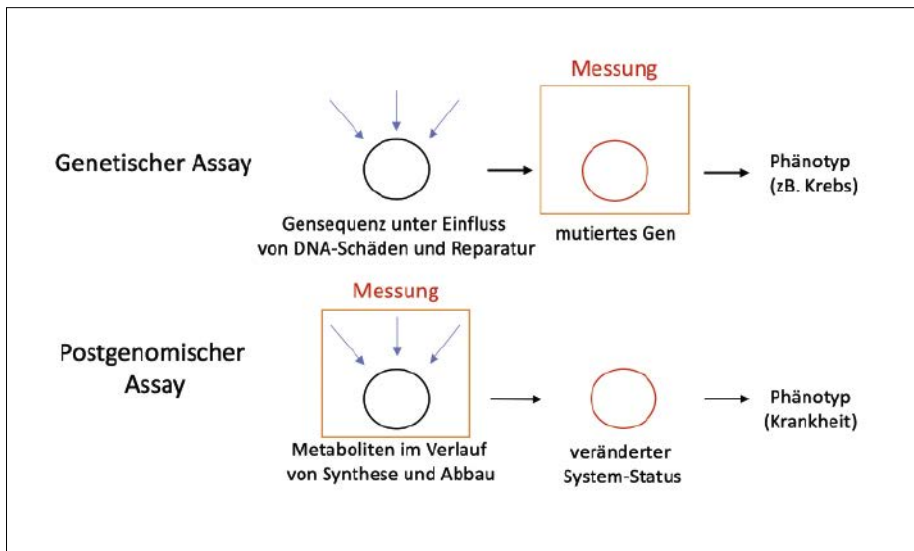 Messung
Genetischer Assay
Phänotyp
(zB. Krebs)
Gensequenz unter Einfluss
von DNA-Schäden und Reparatur
mutiertes Gen
Messung
Postgenomischer
Assay
Phänotyp
(Krankheit)
Metaboliten im Verlauf
von Synthese und Abbau
veränderter
System-Status